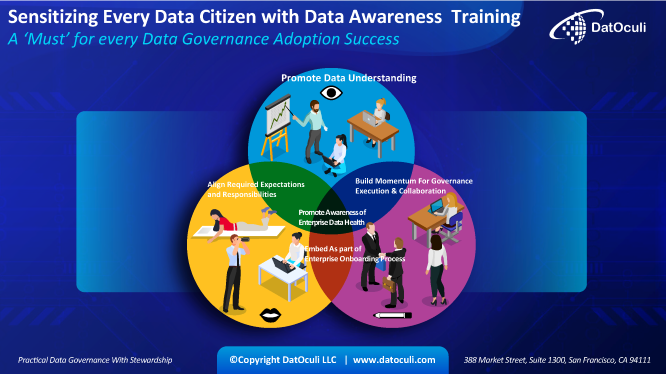 Sensitizing Every Data Citizen with Data Awareness Training
A ‘Must’ for every Data Governance Adoption Success
DatOculi
Promote Data Understanding
Align Required Expectations
and Responsibilities
Build Momentum For Governance
Execution & Collaboration
Promote Awareness of
Enterprise Data Health
Embed As part of
Enterprise Onboarding Process
Practical Data Governance With Stewardship
©Copyright DatOculi LLC | www.datoculi.com
388 Market Street, Suite 1300, San Francisco, CA 94111